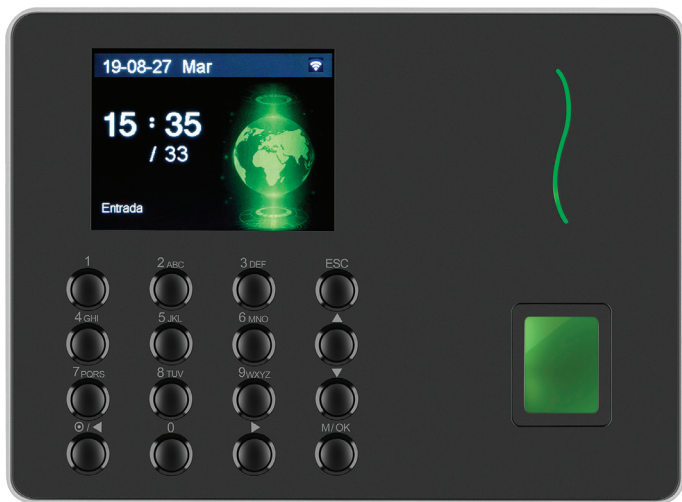 19-08-27 Mar
15 : 35
/ 33
Entrada
1 2 ABC 3 DEF ESC
4 GHI 5 JKL 6 MNO ▲
7 PQRS 8 TUV 9 WXYZ ▼
⊙/◀ 0 ▶ M/OK